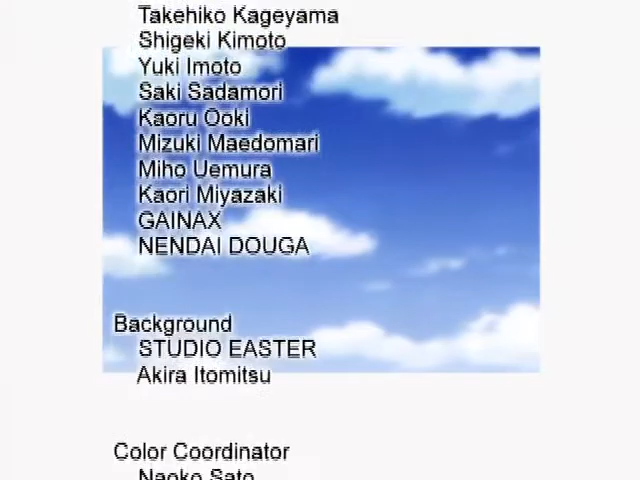 Takehiko Kageyama
Shigeki Kimoto
Yuki Imoto
Saki Sadamori
Kaoru Ooki
Mizuki Maedomari
Miho Uemura
Kaori Miyazaki
GAINAX
NENDAI DOUGA
Background
STUDIO EASTER
Akira Itomitsu
Color Coordinator
Naoko Sato